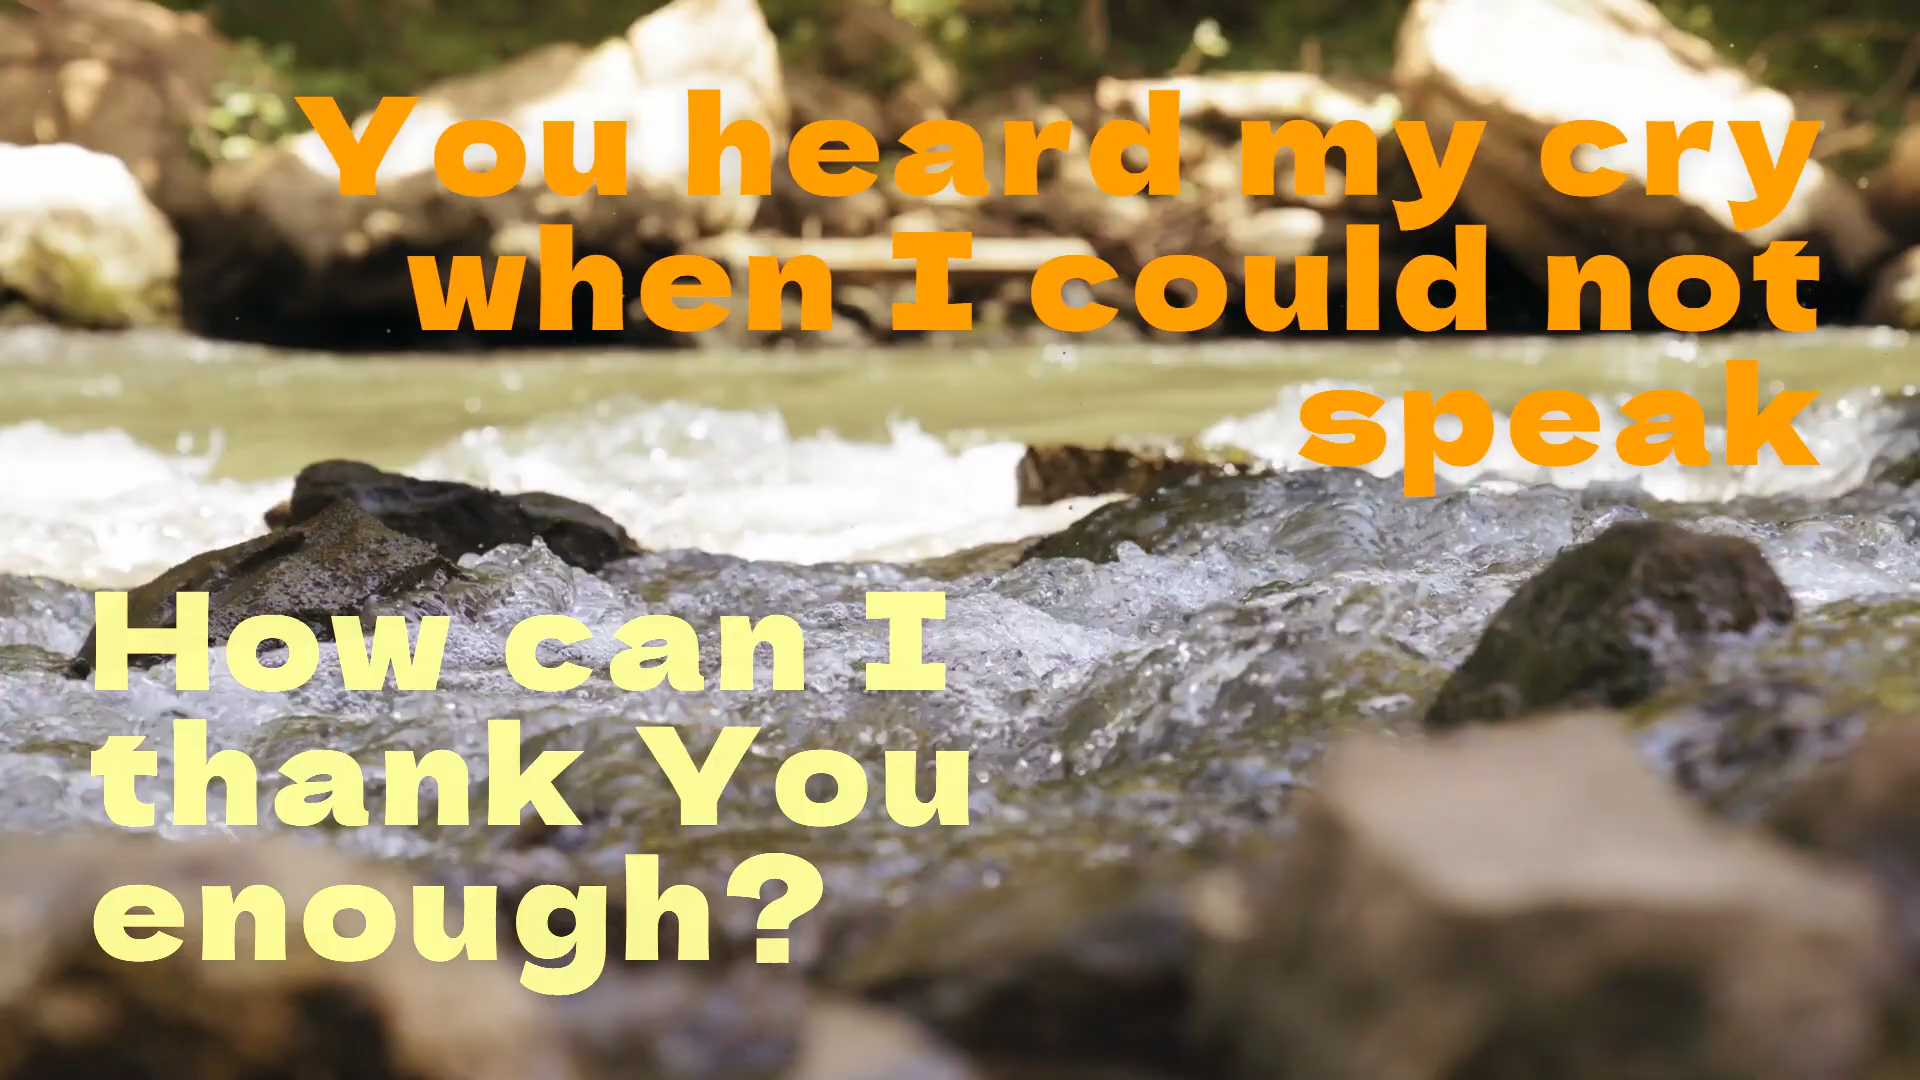 You heard my cry
when I could not
speak
How can I
thank You
enough?